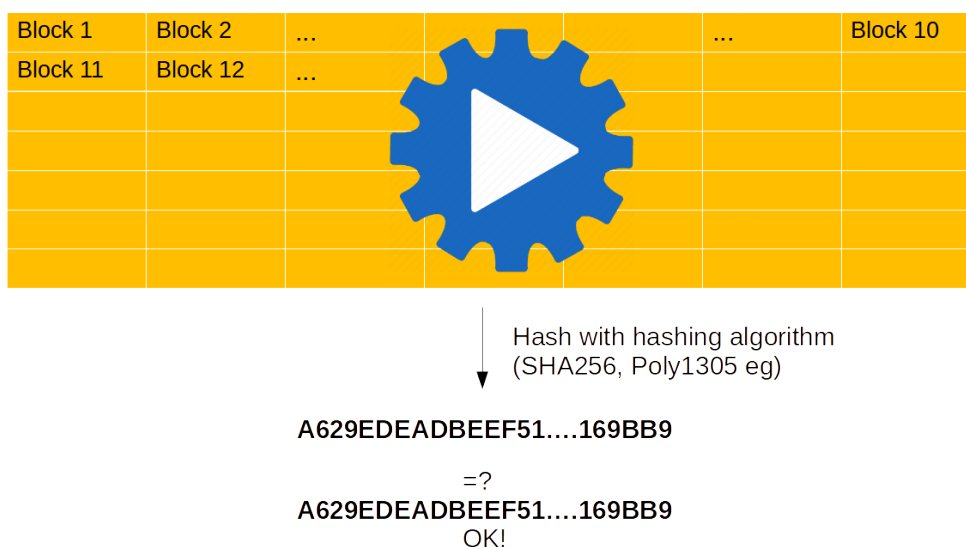 Block 1 Block 2 ... ... Block 10
Block 11 Block 12 ...
Hash with hashing algorithm
(SHA256, Poly1305 eg)
A629EDEADBEEF51....169BB9
=?
A629EDEADBEEF51....169BB9
OK!